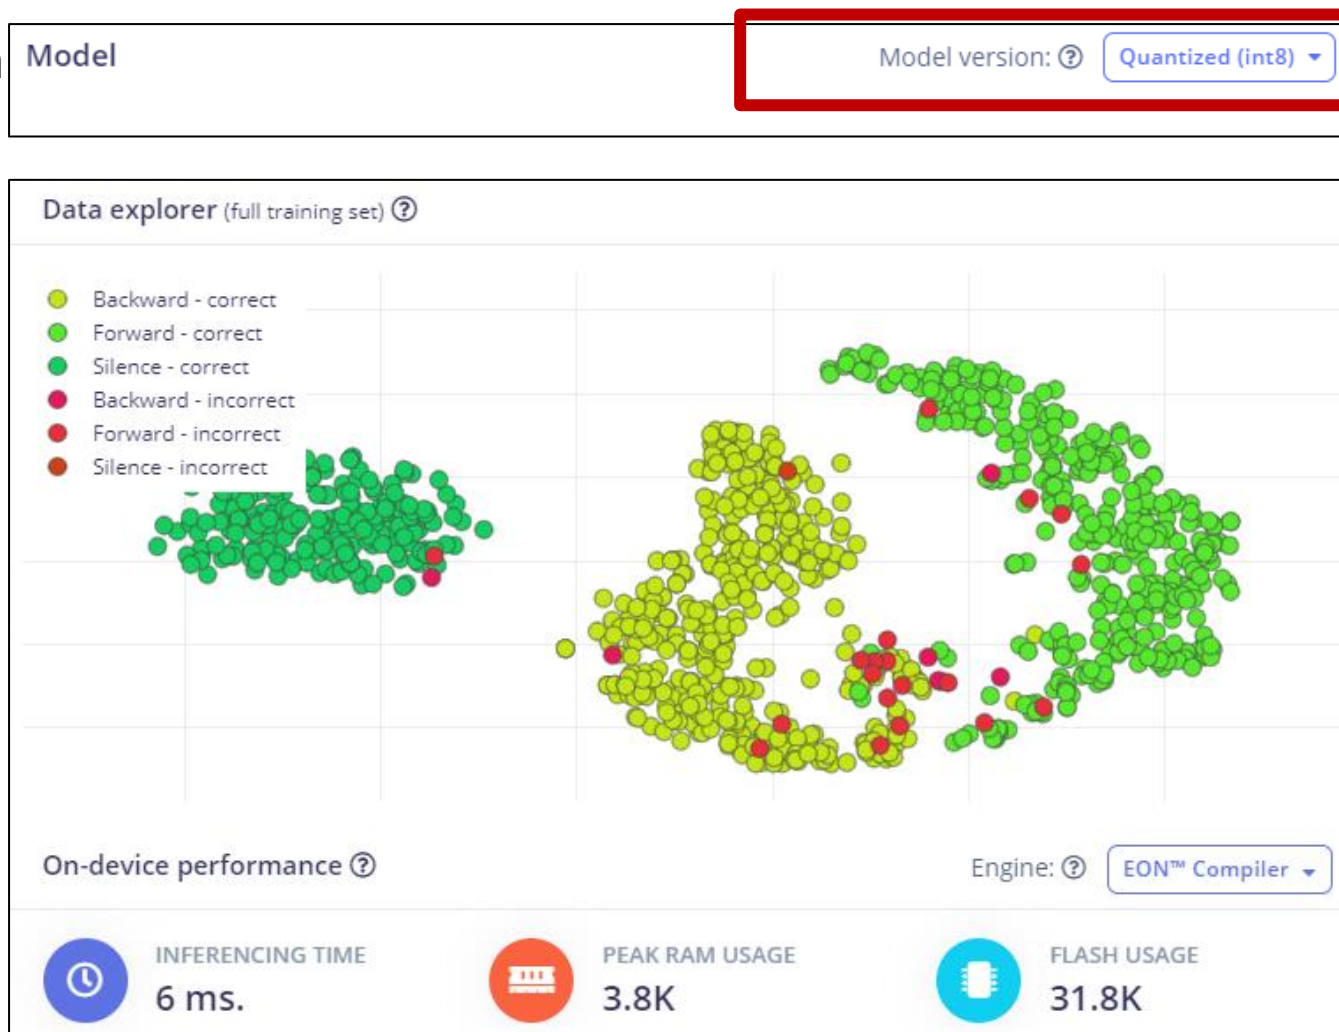 Model
Model version: ? Quantized (int8)
Data explorer (full training set) ?
Backward - correct
Forward - correct
Silence - correct
Backward - incorrect
Forward - incorrect
Silence - incorrect
On-device performance ?
Engine: ? EON™ Compiler
INFERENCING TIME
6 ms.
PEAK RAM USAGE
3.8K
FLASH USAGE
31.8K